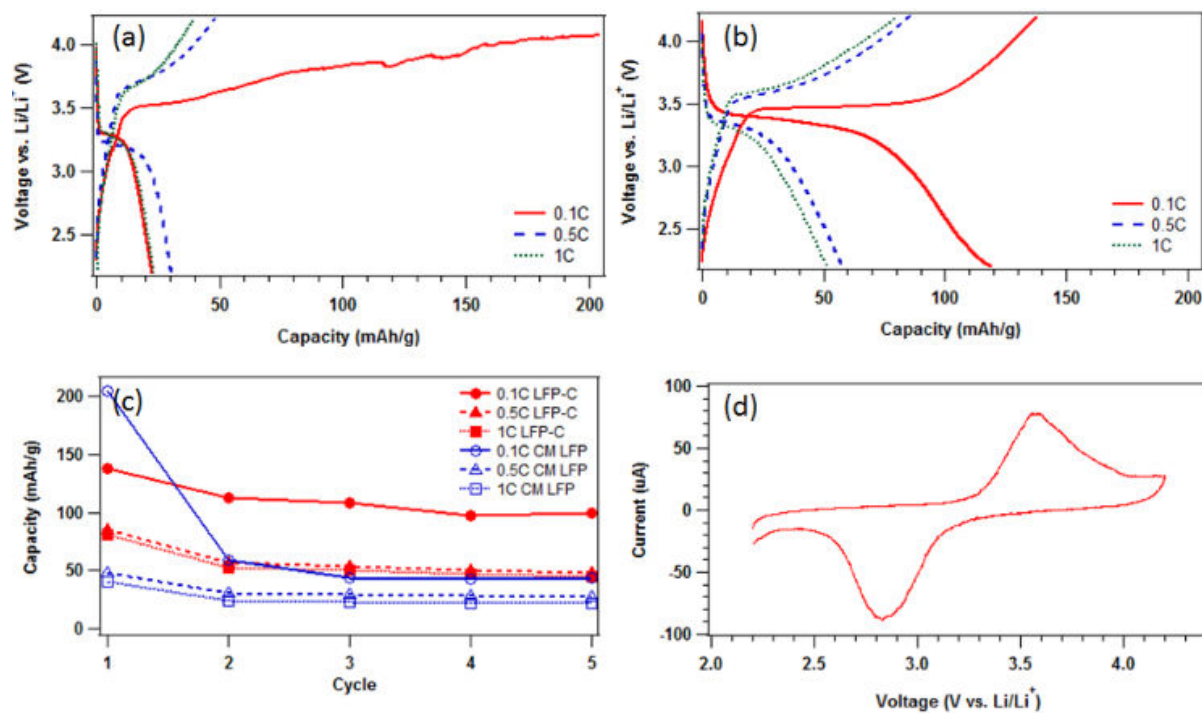 (a)
Voltage vs. Li/Li+ (V)
4.0
3.5
3.0
2.5
0.1C
0.5C
1C
0
50
100
150
200
Capacity (mAh/g)
(b)
Voltage vs. Li/Li+ (V)
4.0
3.5
3.0
2.5
0.1C
0.5C
1C
0
50
100
150
200
Capacity (mAh/g)
(c)
Capacity (mAh/g)
200
150
100
50
0
0.1C LFP-C
0.5C LFP-C
1C LFP-C
0.1C CM LFP
0.5C CM LFP
1C CM LFP
1
2
3
4
5
Cycle
(d)
Current (uA)
100
50
0
-50
-100
2.0
2.5
3.0
3.5
4.0
Voltage (V vs. Li/Li+)